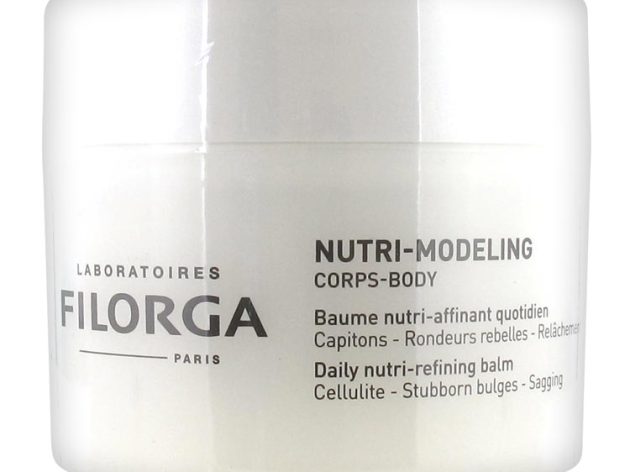 LABORATOIRES
FILORGA
PARIS
NUTRI-MODELING
CORPS-BODY
Baume nutri-affinant quotidien
Capitons - Rondeurs rebelles - Relâchemen
Daily nutri-refining balm
Cellulite - Stubborn bulges - Sagging